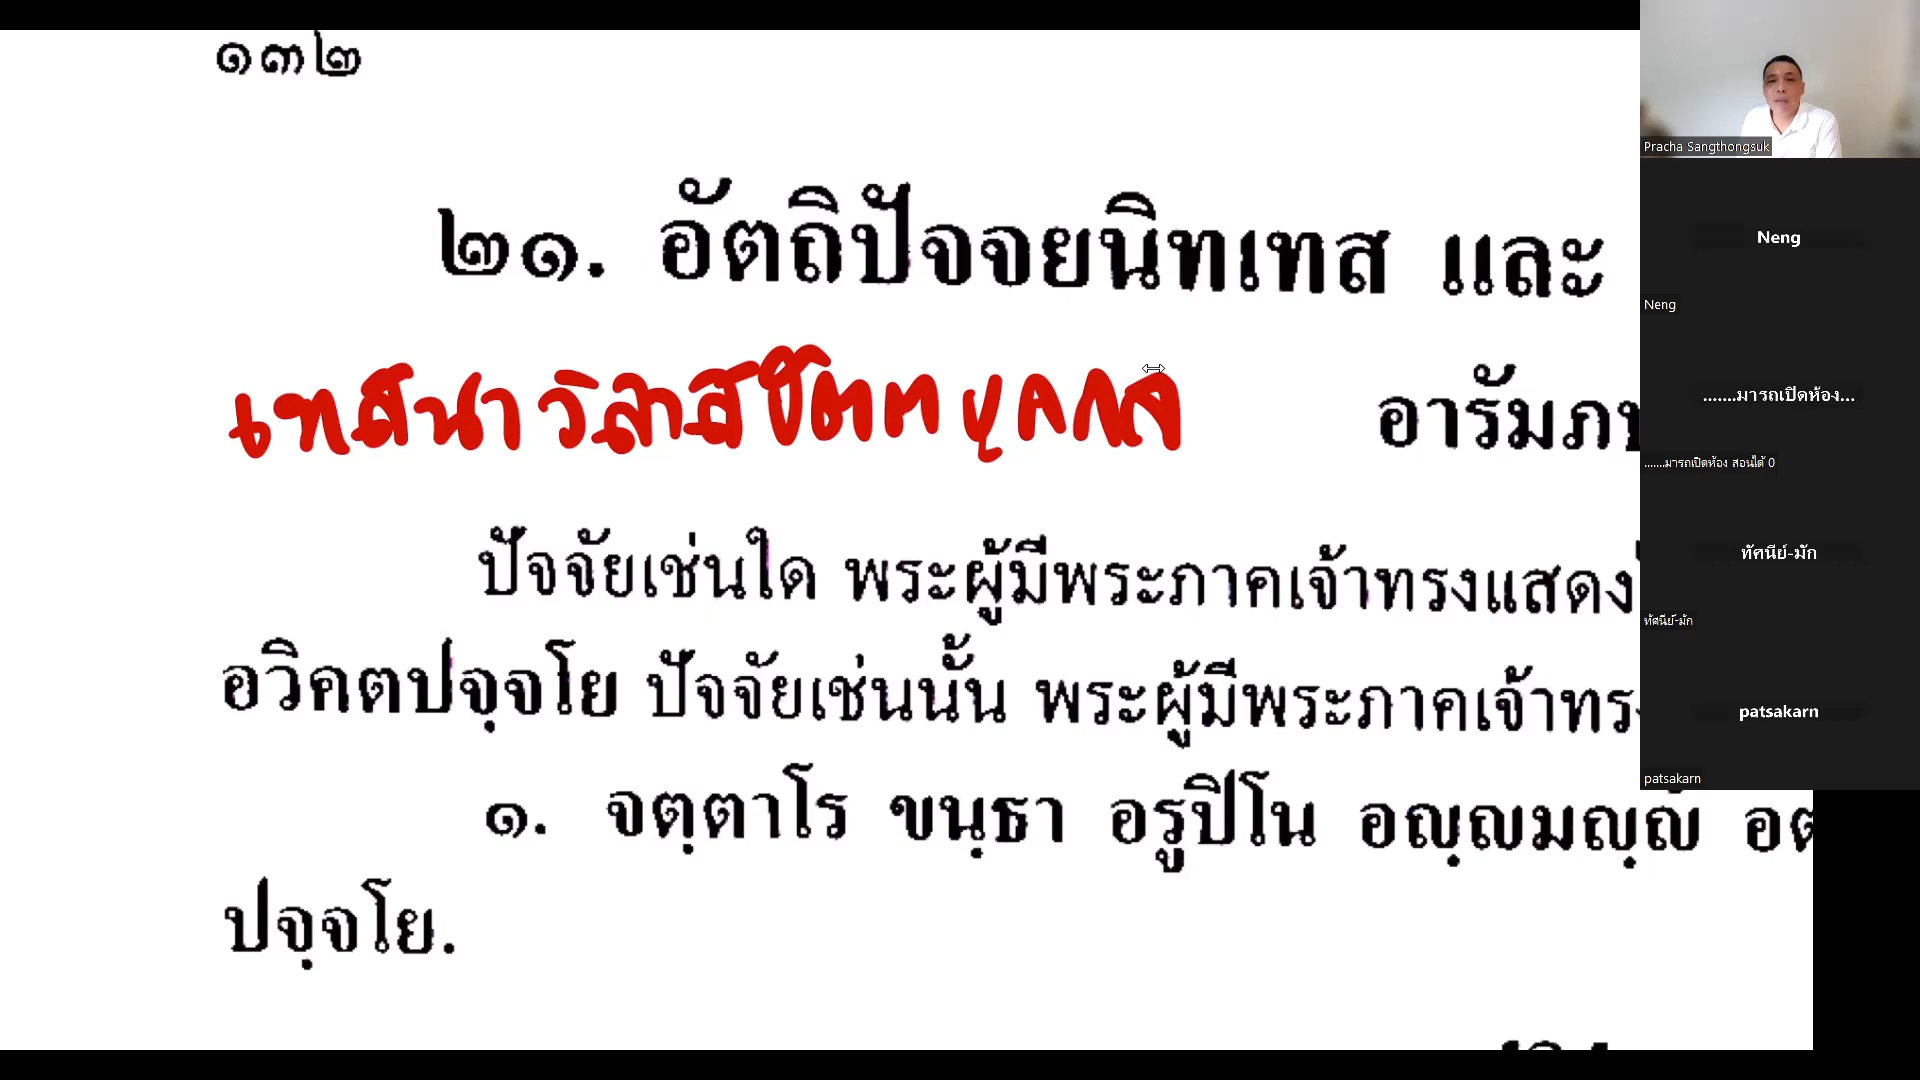 ๑๓๒
๒๑. อัตถิปัจจยนิทเทส และ
เทสนาวิลาส อารัมภ
ปัจจัยเช่นใด พระผู้มีพระภาคเจ้าทรงแสดง
อวิคตปจฺจโย ปัจจัยเช่นนั้น พระผู้มีพระภาคเจ้าทร
๑. จตฺตาโร ขนฺธา อรูปิโน อญฺญมญฺญํ อต
ปจฺจโย.
Pracha Sangthongsuk
Neng
Neng
.......มารถเปิดห้อง...
.......มารถเปิดห้อง สอนได้ 0
ทัศนีย์-มัก
ทัศนีย์-มัก
patsakarn
patsakarn